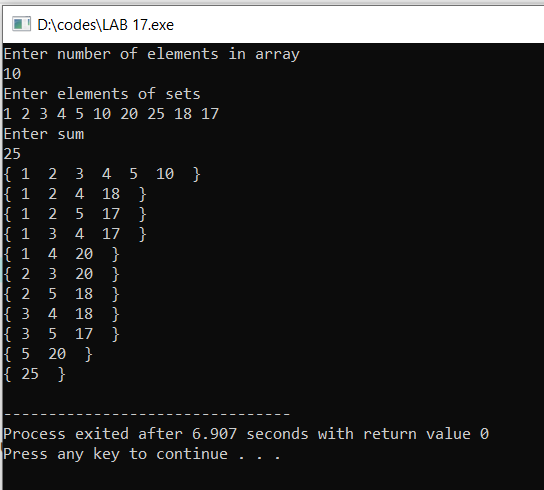 D:\codes\LAB 17.exe
Enter number of elements in array
10
Enter elements of sets
1 2 3 4 5 10 20 25 18 17
Enter sum
25
{ 1  2  3  4  5  10  }
{ 1  2  4  18  }
{ 1  2  5  17  }
{ 1  3  4  17  }
{ 1  4  20  }
{ 2  3  20  }
{ 2  5  18  }
{ 3  4  18  }
{ 3  5  17  }
{ 5  20  }
{ 25  }
--------------------------------
Process exited after 6.907 seconds with return value 0
Press any key to continue . . .